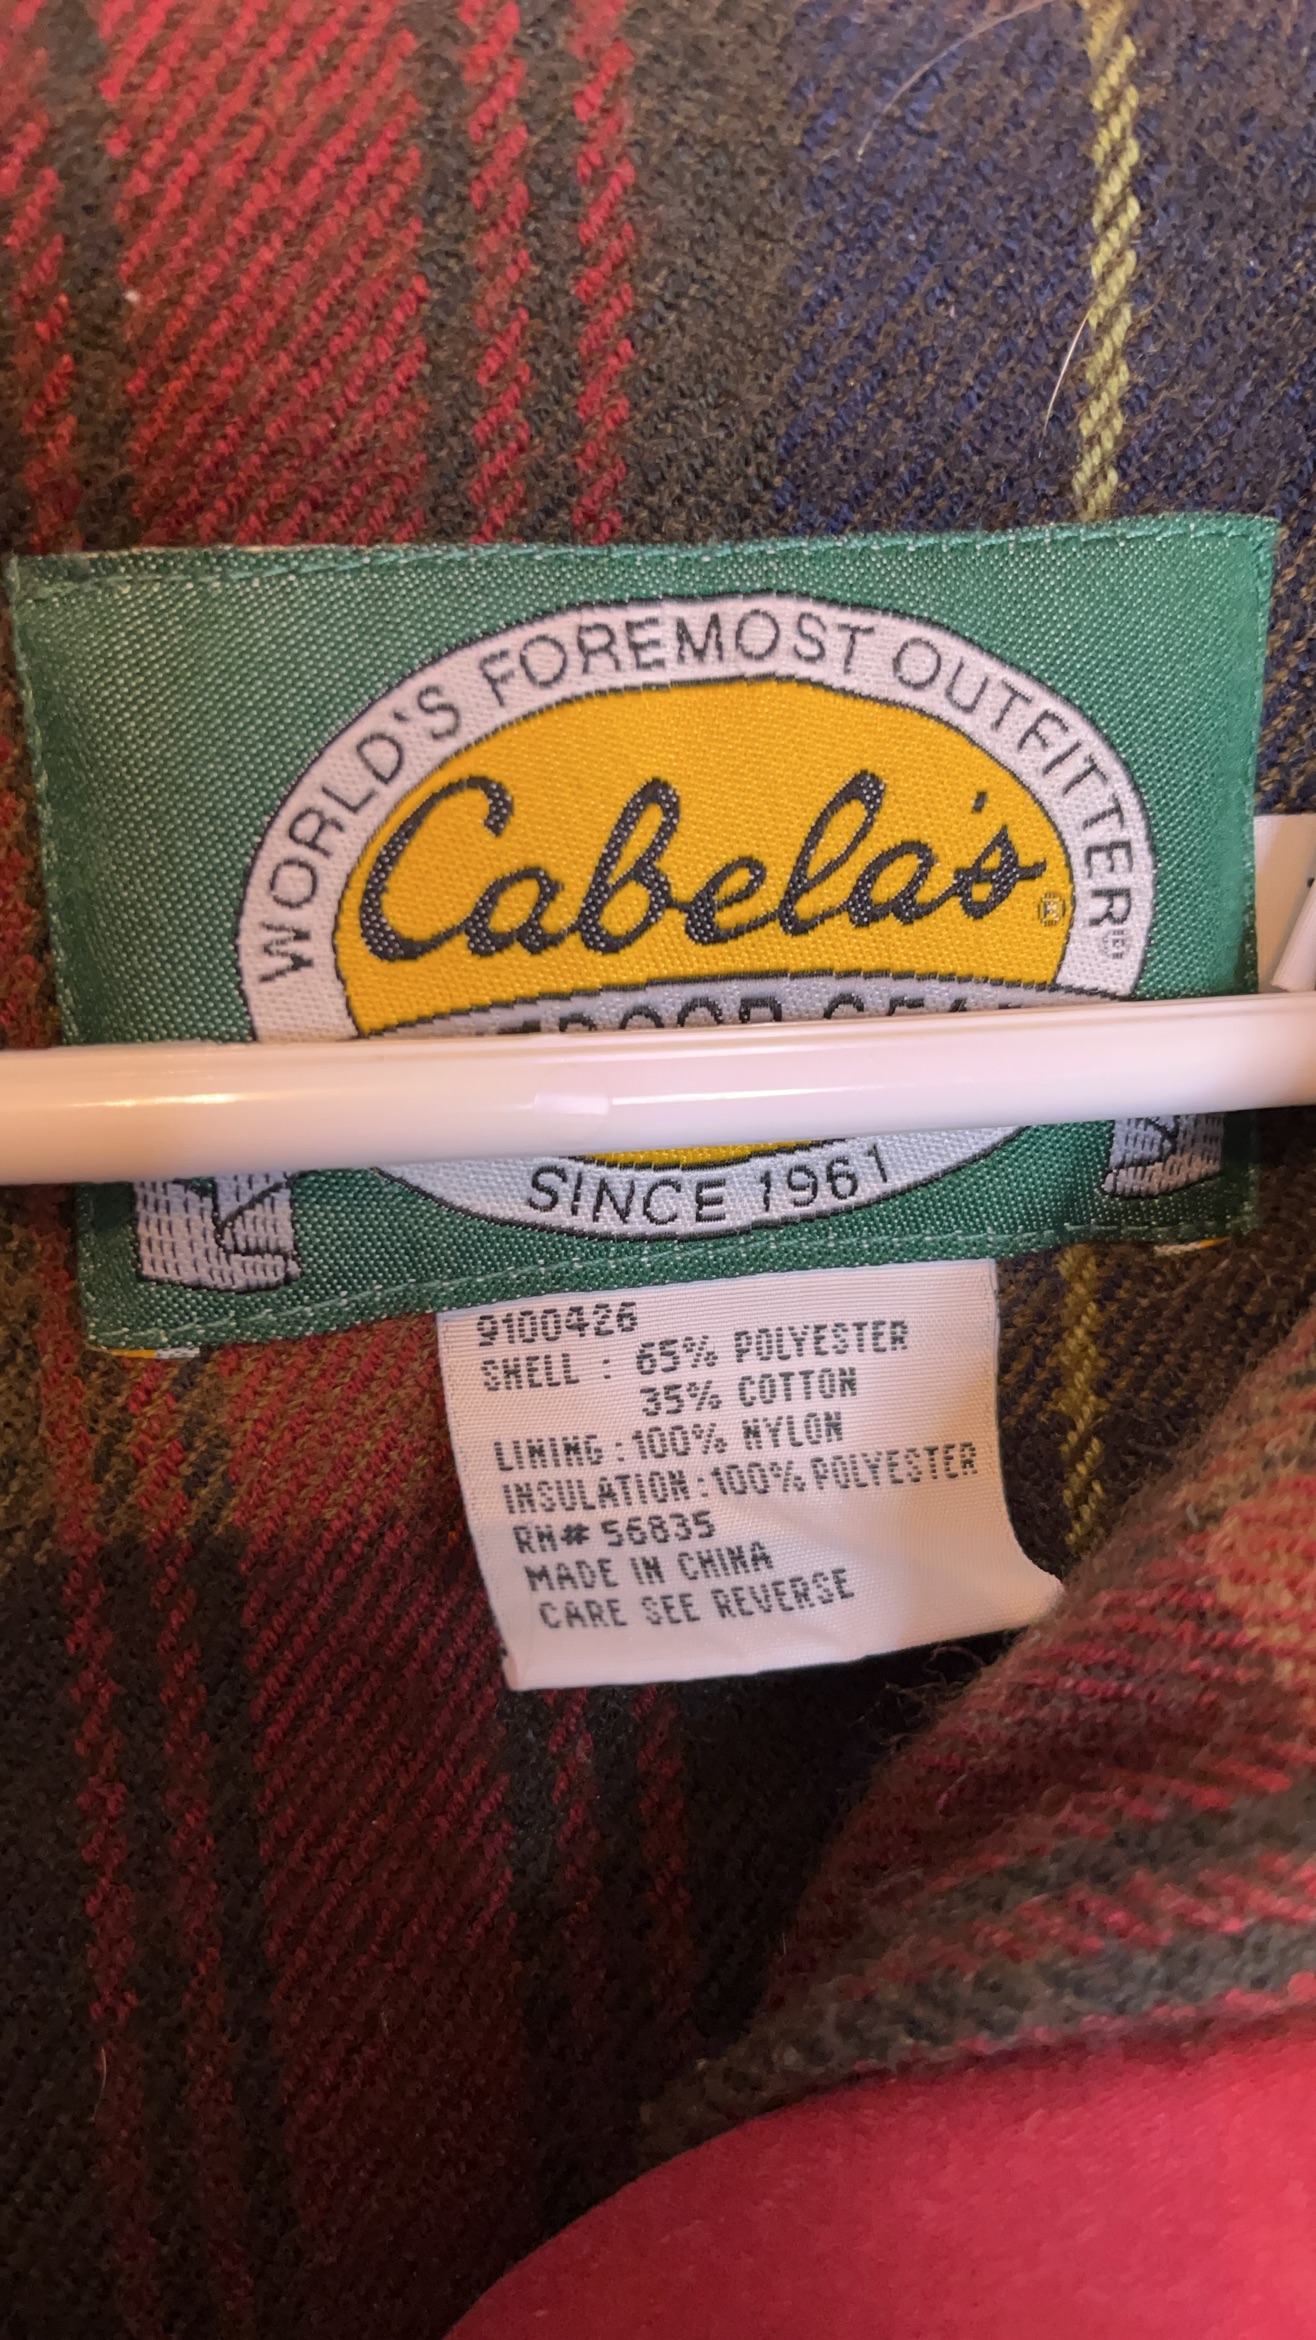 WORLD'S FOREMOST OUTFITTER
Cabela's®
SINCE 1961
9100426
SHELL : 65% POLYESTER
35% COTTON
LINING : 100% NYLON
INSULATION : 100% POLYESTER
RN# 56835
MADE IN CHINA
CARE SEE REVERSE